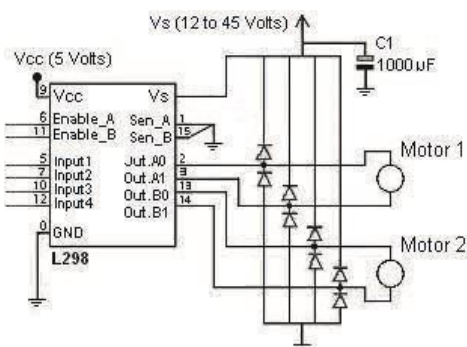 Vs (12 to 45 Volts)
C1
1000uF
Vcc (5 Volts)
9
Vcc
Vs
6
Enable_A
Sen_A
1
11
Enable_B
Sen_B
15
5
Input1
Jut.A0
2
7
Input2
Out.A1
3
10
Input3
Out.B0
13
12
Input4
Out.B1
14
GND
L298
Motor 1
Motor 2